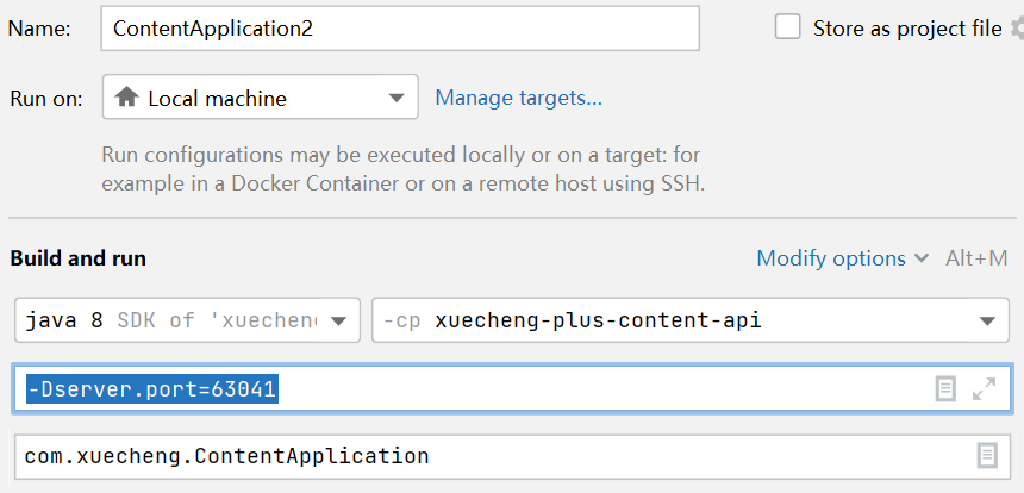 Name: ContentApplication2 Store as project file
Run on: Local machine Manage targets...
Run configurations may be executed locally or on a target: for
example in a Docker Container or on a remote host using SSH.
Build and run Modify options Alt+M
java 8 SDK of 'xuechen -cp xuecheng-plus-content-api
-Dserver.port=63041
com.xuecheng.ContentApplication